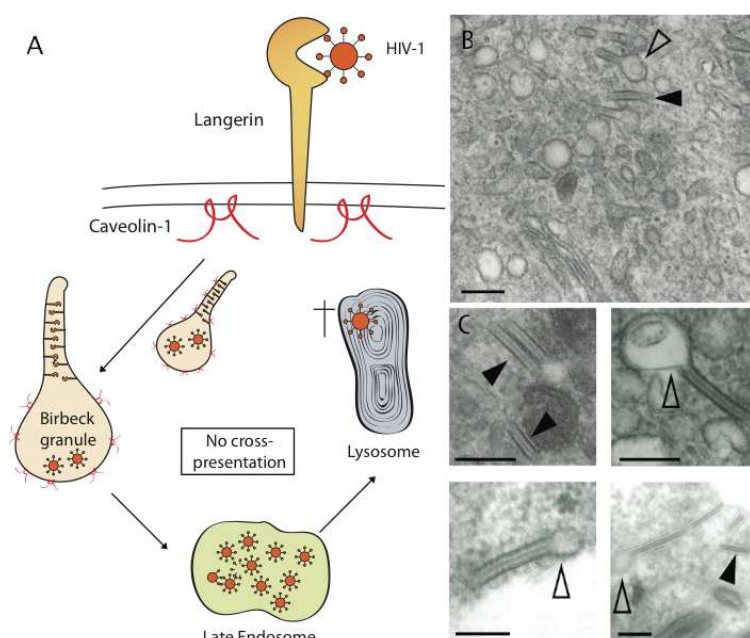 A
HIV-1
Langerin
Caveolin-1
Birbeck
granule
No cross-
presentation
Lysosome
Late Endosome
B
C